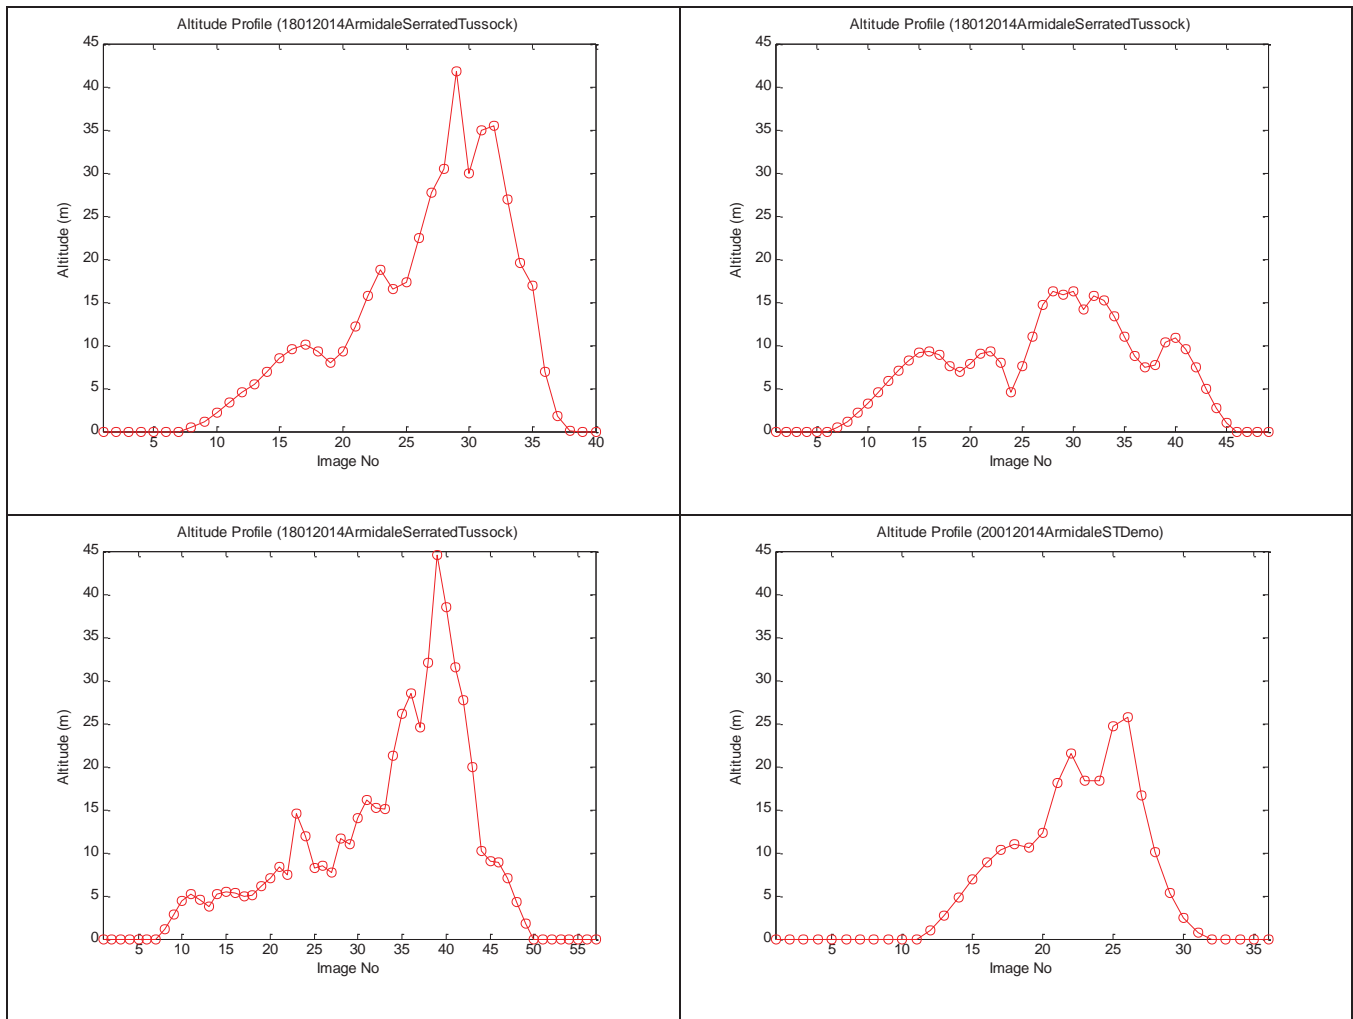 Altitude Profile (18012014ArmidaleSerratedTussock)
45
40
35
30
25
20
15
10
5
0
Altitude (m)
5 10 15 20 25 30 35 40
Image No
Altitude Profile (18012014ArmidaleSerratedTussock)
45
40
35
30
25
20
15
10
5
0
Altitude (m)
5 10 15 20 25 30 35 40 45
Image No
Altitude Profile (18012014ArmidaleSerratedTussock)
45
40
35
30
25
20
15
10
5
0
Altitude (m)
5 10 15 20 25 30 35 40 45 50 55
Image No
Altitude Profile (20012014ArmidaleSTDemo)
45
40
35
30
25
20
15
10
5
0
Altitude (m)
5 10 15 20 25 30 35
Image No